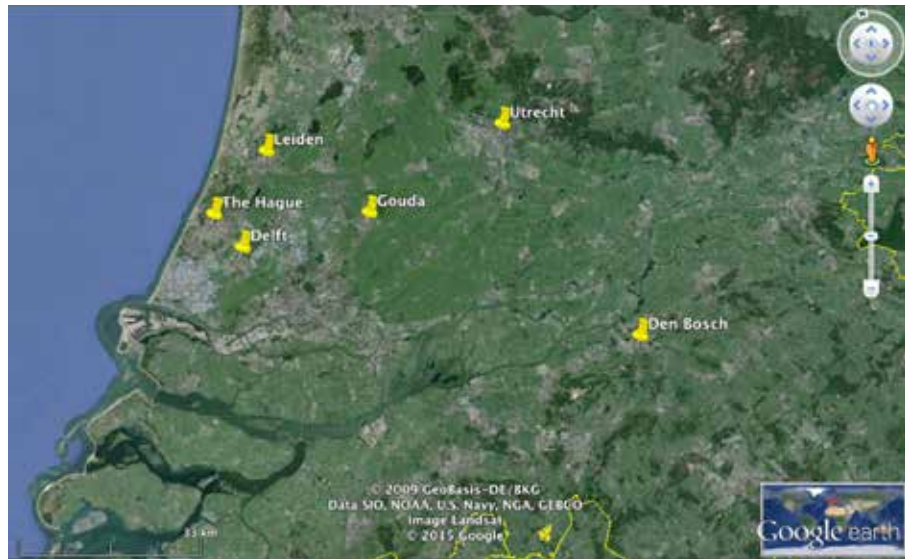 Utrecht
Leiden
The Hague
Gouda
Delft
Den Bosch
© 2009 GeoBasis-DE/BKG
Data SIO, NOAA, U.S. Navy, NGA, GEBCO
Image Landsat
© 2015 Google
Google earth